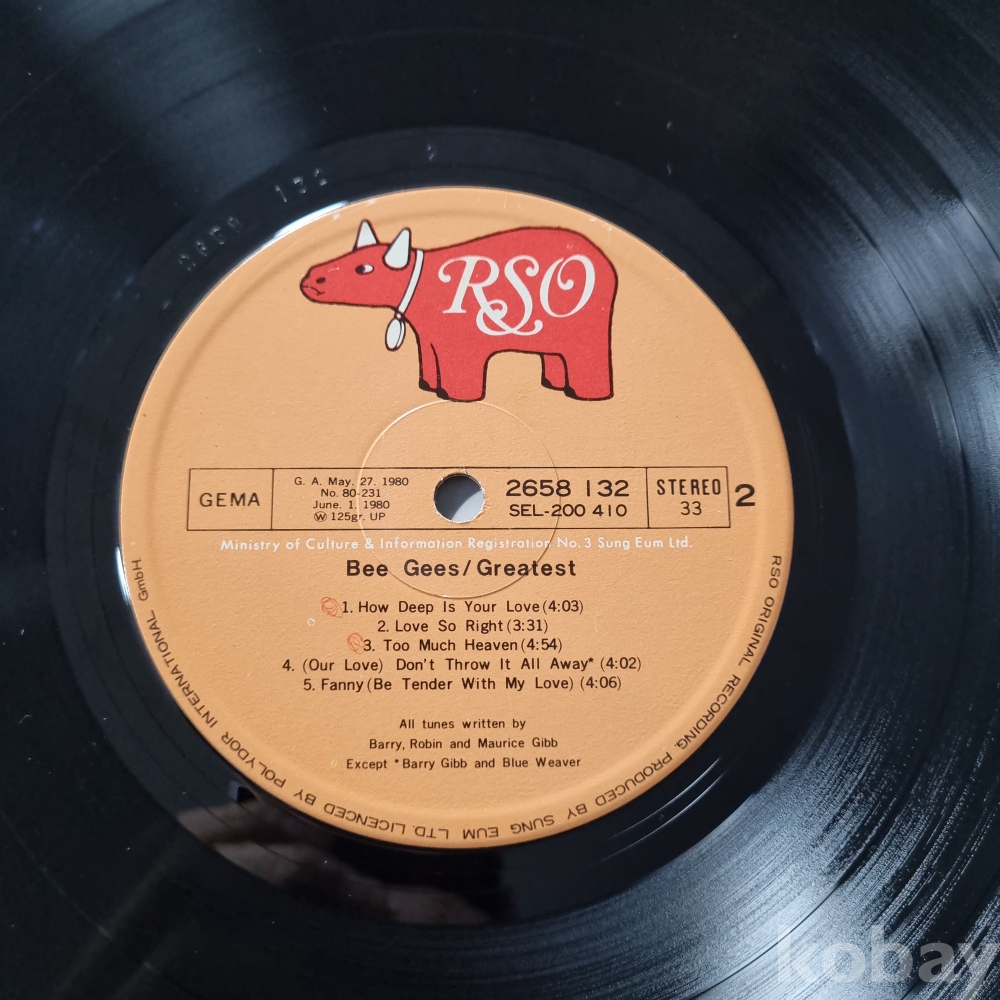 RSO
GEMA
G. A. May. 27. 1980
No. 80-231
June. 1. 1980
Ⓦ 125gr. UP
2658 132
SEL-200 410
STEREO
33
2
Ministry of Culture & Information Registration No. 3 Sung Eum Ltd.
Bee Gees/Greatest
1. How Deep Is Your Love (4:03)
2. Love So Right (3:31)
3. Too Much Heaven (4:54)
4. (Our Love) Don't Throw It All Away* (4:02)
5. Fanny (Be Tender With My Love) (4:06)
All tunes written by
Barry, Robin and Maurice Gibb
Except *Barry Gibb and Blue Weaver
RSO ORIGINAL RECORDING, PRODUCED BY SUNG EUM LTD. LICENCED BY POLYDOR INTERNATIONAL GmbH
kobay